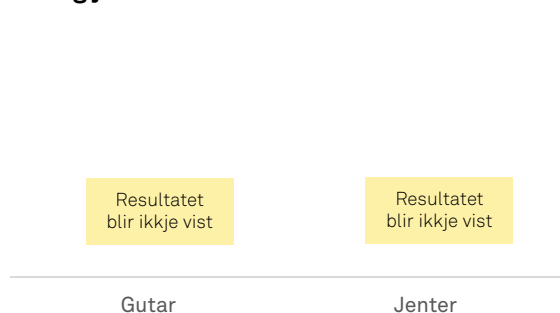 Resultatet
blir ikkje vist
Resultatet
blir ikkje vist
Gutar
Jenter